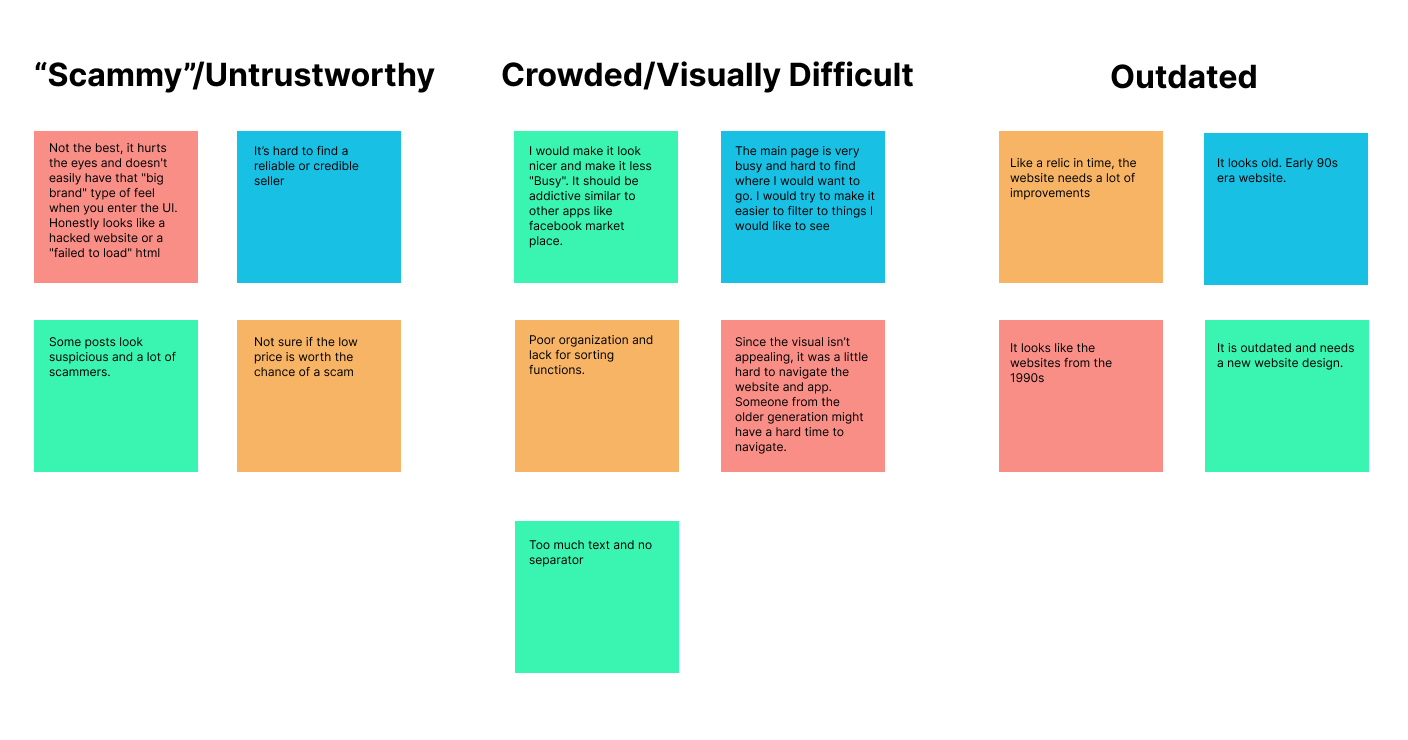 “Scammy”/Untrustworthy
Not the best, it hurts
the eyes and doesn't
easily have that "big
brand" type of feel
when you enter the UI.
Honestly looks like a
hacked website or a
"failed to load" html
It’s hard to find a
reliable or credible
seller
Some posts look
suspicious and a lot of
scammers.
Not sure if the low
price is worth the
chance of a scam
Crowded/Visually Difficult
I would make it look
nicer and make it less
"Busy". It should be
addictive similar to
other apps like
facebook market
place.
The main page is very
busy and hard to find
where I would want to
go. I would try to make it
easier to filter to things I
would like to see
Poor organization and
lack for sorting
functions.
Since the visual isn’t
appealing, it was a little
hard to navigate the
website and app.
Someone from the
older generation might
have a hard time to
navigate.
Too much text and no
separator
Outdated
Like a relic in time, the
website needs a lot of
improvements
It looks old. Early 90s
era website.
It looks like the
websites from the
1990s
It is outdated and needs
a new website design.